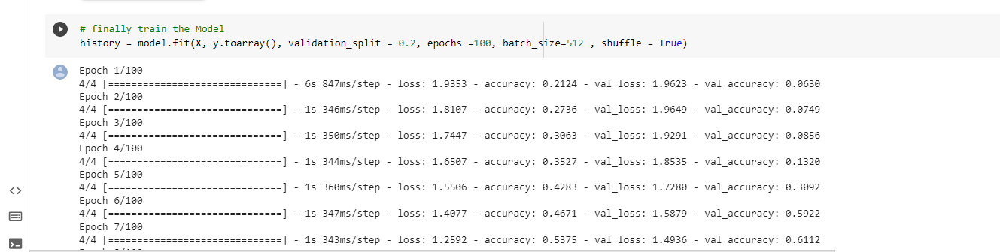 # finally train the Model
history = model.fit(X, y.toarray(), validation_split = 0.2, epochs =100, batch_size=512 , shuffle = True)
Epoch 1/100
4/4 [==============================] - 6s 847ms/step - loss: 1.9353 - accuracy: 0.2124 - val_loss: 1.9623 - val_accuracy: 0.0630
Epoch 2/100
4/4 [==============================] - 1s 346ms/step - loss: 1.8107 - accuracy: 0.2736 - val_loss: 1.9649 - val_accuracy: 0.0749
Epoch 3/100
4/4 [==============================] - 1s 350ms/step - loss: 1.7447 - accuracy: 0.3063 - val_loss: 1.9291 - val_accuracy: 0.0856
Epoch 4/100
4/4 [==============================] - 1s 344ms/step - loss: 1.6507 - accuracy: 0.3527 - val_loss: 1.8535 - val_accuracy: 0.1320
Epoch 5/100
4/4 [==============================] - 1s 360ms/step - loss: 1.5506 - accuracy: 0.4283 - val_loss: 1.7280 - val_accuracy: 0.3092
Epoch 6/100
4/4 [==============================] - 1s 347ms/step - loss: 1.4077 - accuracy: 0.4671 - val_loss: 1.5879 - val_accuracy: 0.5922
Epoch 7/100
4/4 [==============================] - 1s 343ms/step - loss: 1.2592 - accuracy: 0.5375 - val_loss: 1.4936 - val_accuracy: 0.6112